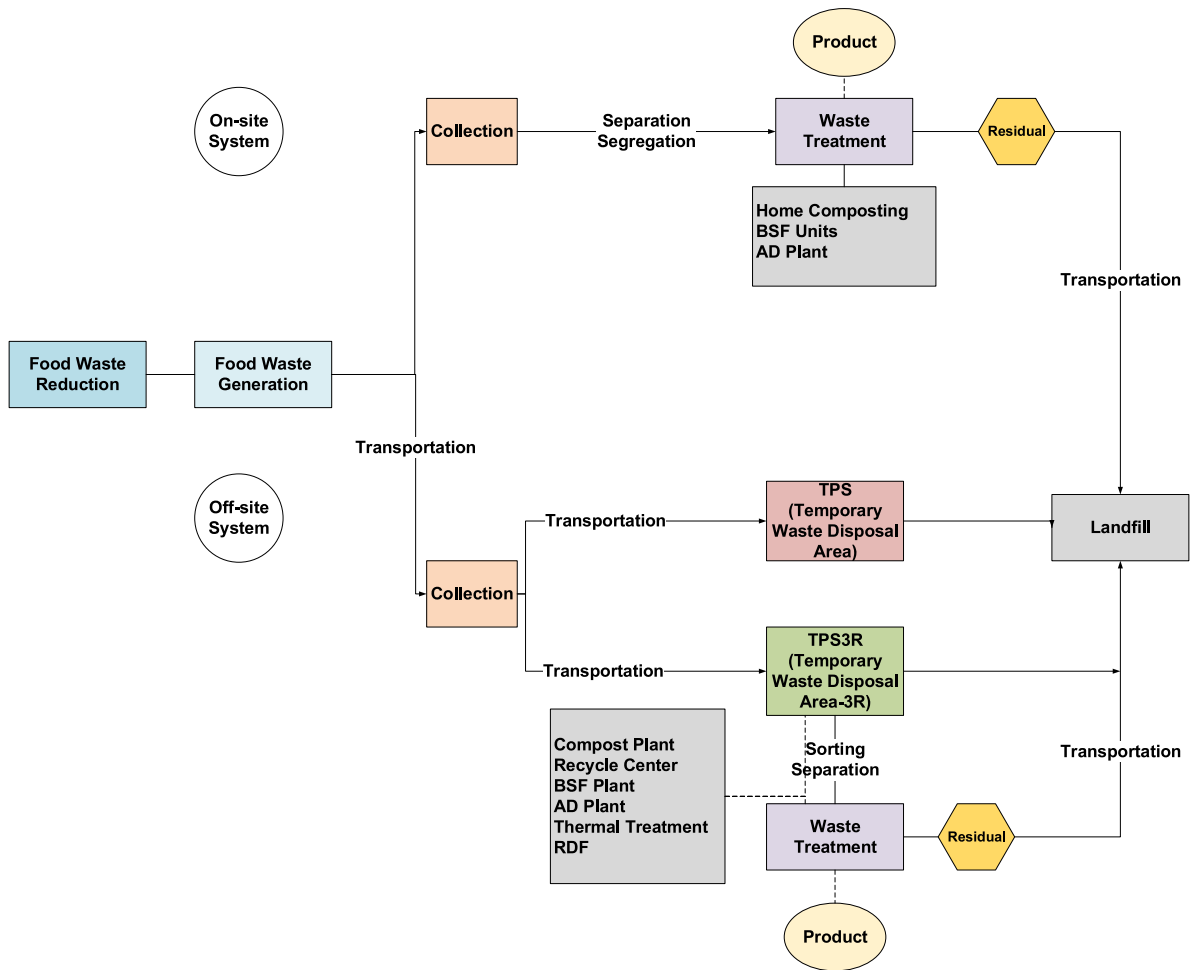 Product
On-site
System
Collection
Separation
Segregation
Waste
Treatment
Residual
Home Composting
BSF Units
AD Plant
Transportation
Food Waste
Reduction
Food Waste
Generation
Transportation
Off-site
System
Collection
Transportation
TPS
(Temporary
Waste Disposal
Area)
Landfill
Transportation
TPS3R
(Temporary
Waste Disposal
Area-3R)
Compost Plant
Recycle Center
BSF Plant
AD Plant
Thermal Treatment
RDF
Sorting
Separation
Transportation
Waste
Treatment
Residual
Product